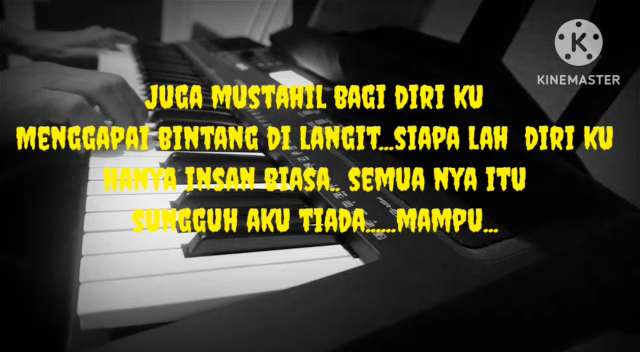 KINEMASTER
JUGA MUSTAHIL BAGI DIRI KU
MENGGAPAI BINTANG DI LANGIT...SIAPA LAH DIRI KU
HANYA INSAN BIASA.. SEMUA NYA ITU
SUNGGUH AKU TIADA......MAMPU...